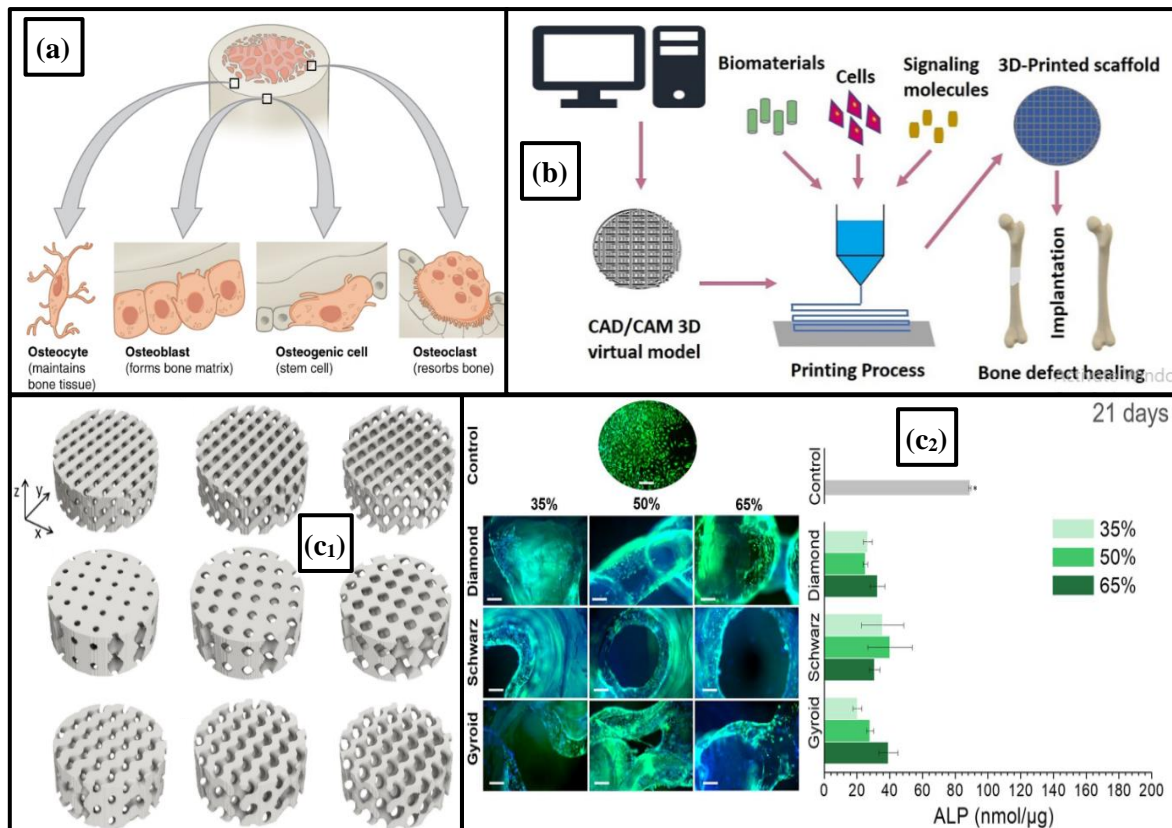 (a)
Osteocyte
(maintains
bone tissue)
Osteoblast
(forms bone matrix)
Osteogenic cell
(stem cell)
Osteoclast
(resorbs bone)
(b)
Biomaterials
Cells
Signaling
molecules
3D-Printed scaffold
CAD/CAM 3D
virtual model
Printing Process
Implantation
Bone defect healing
Activate Windo
(c₁)
z
y
x
(c₂)
21 days
Control
35%
50%
65%
Diamond
Schwarz
Gyroid
Control
Diamond
Schwarz
Gyroid
35%
50%
65%
0 20 40 60 80 100 120 140 160 180 200
ALP (nmol/µg)